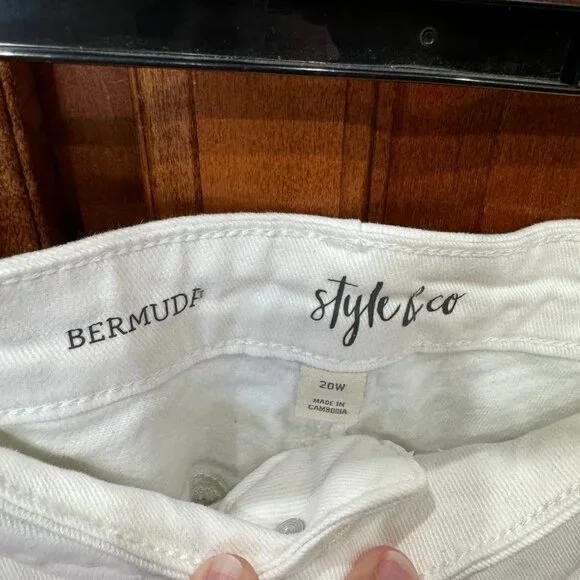 BERMUDA
style & co
20W
MADE IN
CAMBODIA